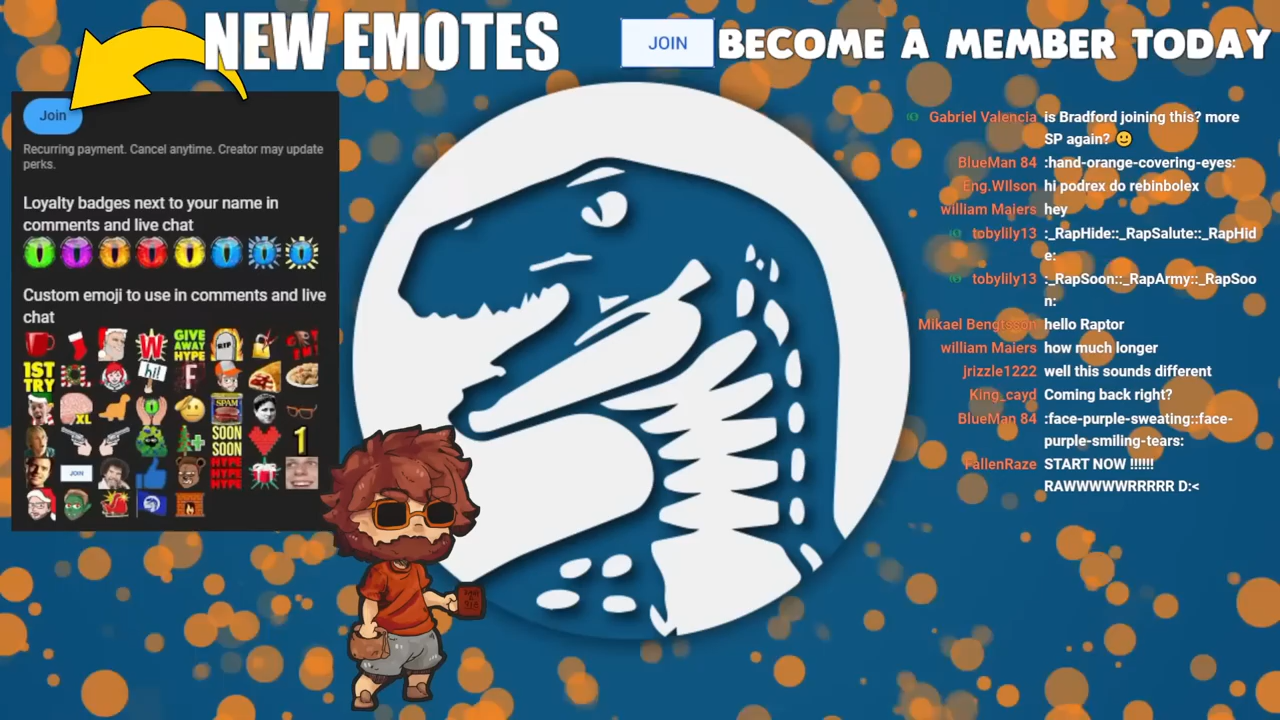 NEW EMOTES
JOIN
BECOME A MEMBER TODAY
Join
Recurring payment. Cancel anytime. Creator may update
perks.
Loyalty badges next to your name in
comments and live chat
Custom emoji to use in comments and live
chat
W
GIVE
AWAY
HYPE
RIP
1ST
TRY
hi!
F
XL
SPAM
SOON
SOON
1
JOIN
HYPE
HYPE
HYPE
Gabriel Valencia is Bradford joining this? more
SP again? 🙂
BlueMan 84 :hand-orange-covering-eyes:
Eng.WIlson hi podrex do rebinbolex
william Maiers hey
tobylily13 :_RapHide::_RapSalute::_RapHid
e:
tobylily13 :_RapSoon::_RapArmy::_RapSoo
n:
Mikael Bengtsson hello Raptor
william Maiers how much longer
jrizzle1222 well this sounds different
King_cayd Coming back right?
BlueMan 84 :face-purple-sweating::face-
purple-smiling-tears:
FallenRaze START NOW !!!!!!
RAWWWWWRRRRR D:<